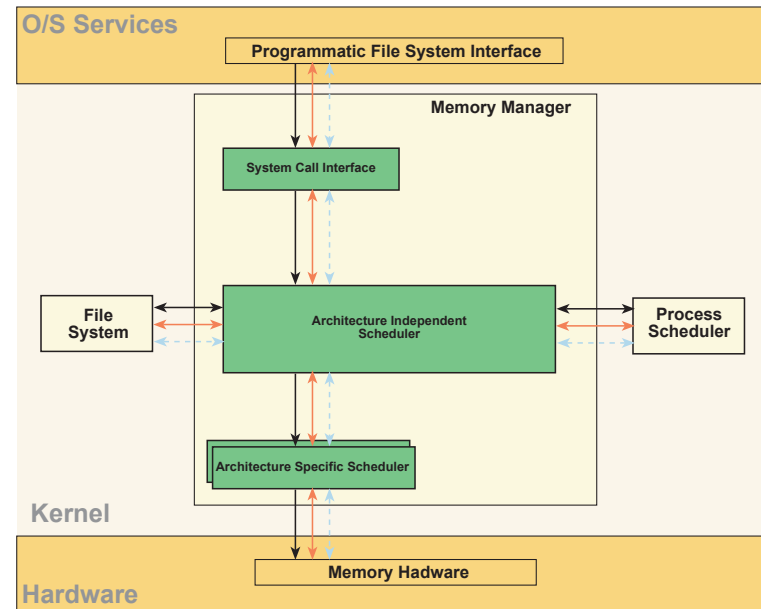 O/S Services
Programmatic File System Interface
Memory Manager
System Call Interface
File
System
Architecture Independent
Scheduler
Process
Scheduler
Architecture Specific Scheduler
Kernel
Memory Hadware
Hardware